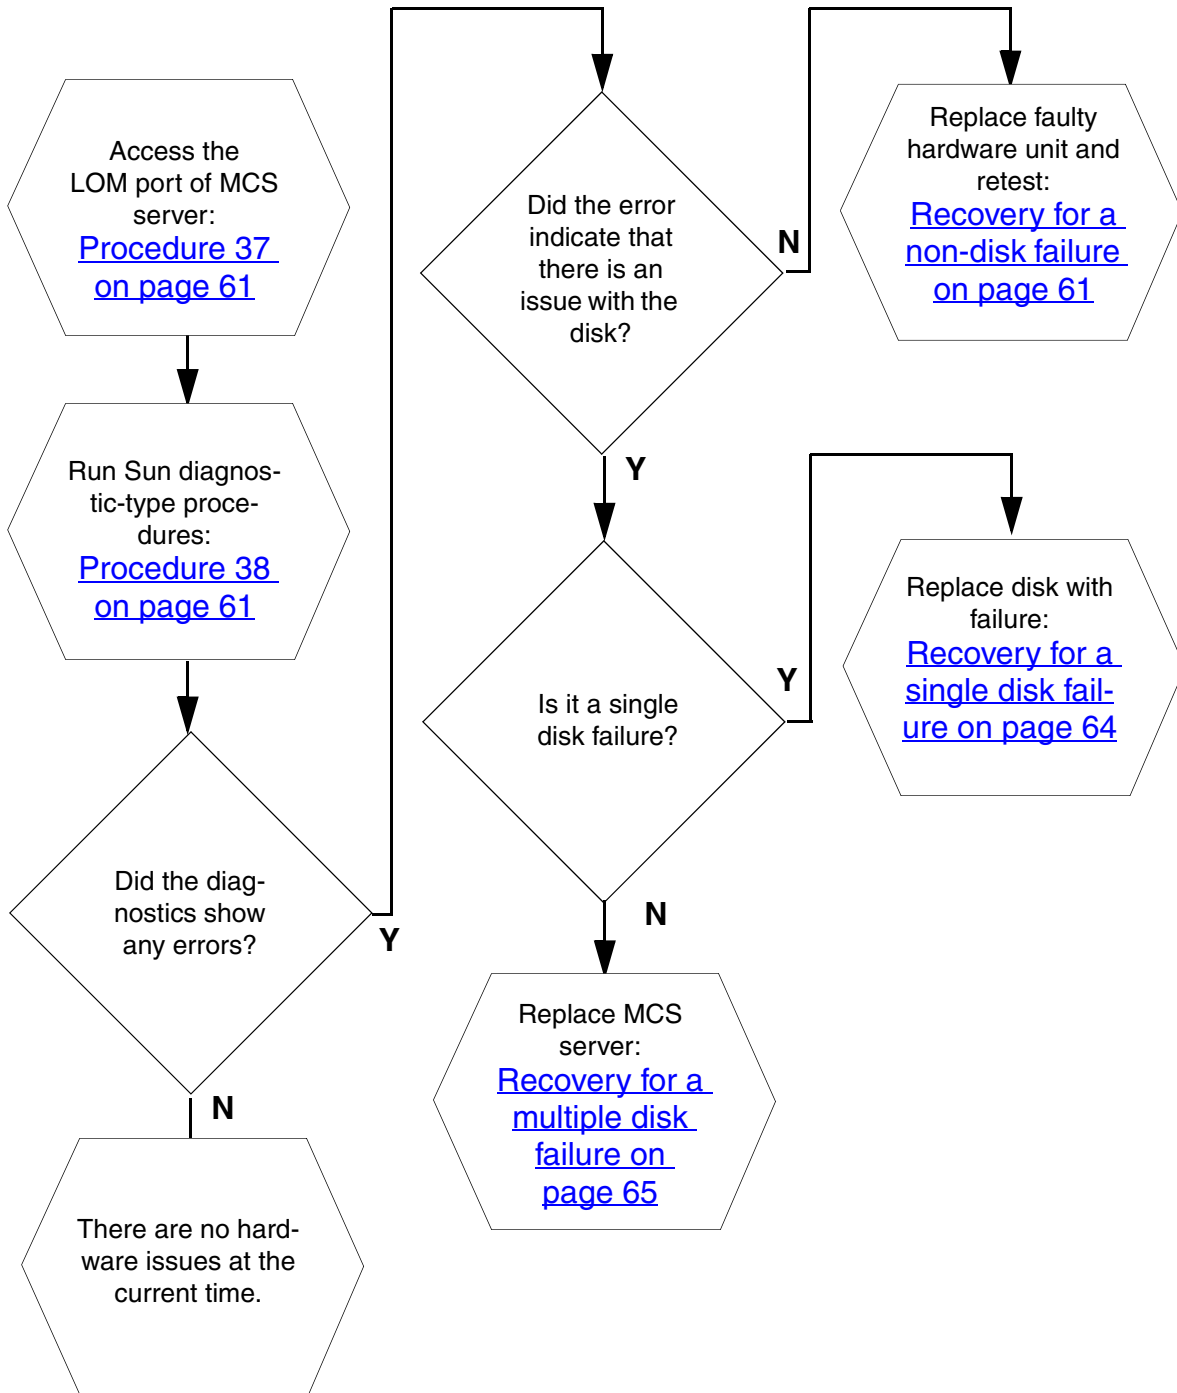 Access the
LOM port of MCS
server:
Procedure 37
on page 61
Run Sun diagnos-
tic-type proce-
dures:
Procedure 38
on page 61
Did the diag-
nostics show
any errors?
Y
N
There are no hard-
ware issues at the
current time.
Did the error
indicate that
there is an
issue with the
disk?
N
Y
Replace faulty
hardware unit and
retest:
Recovery for a
non-disk failure
on page 61
Is it a single
disk failure?
Y
N
Replace disk with
failure:
Recovery for a
single disk fail-
ure on page 64
Replace MCS
server:
Recovery for a
multiple disk
failure on
page 65